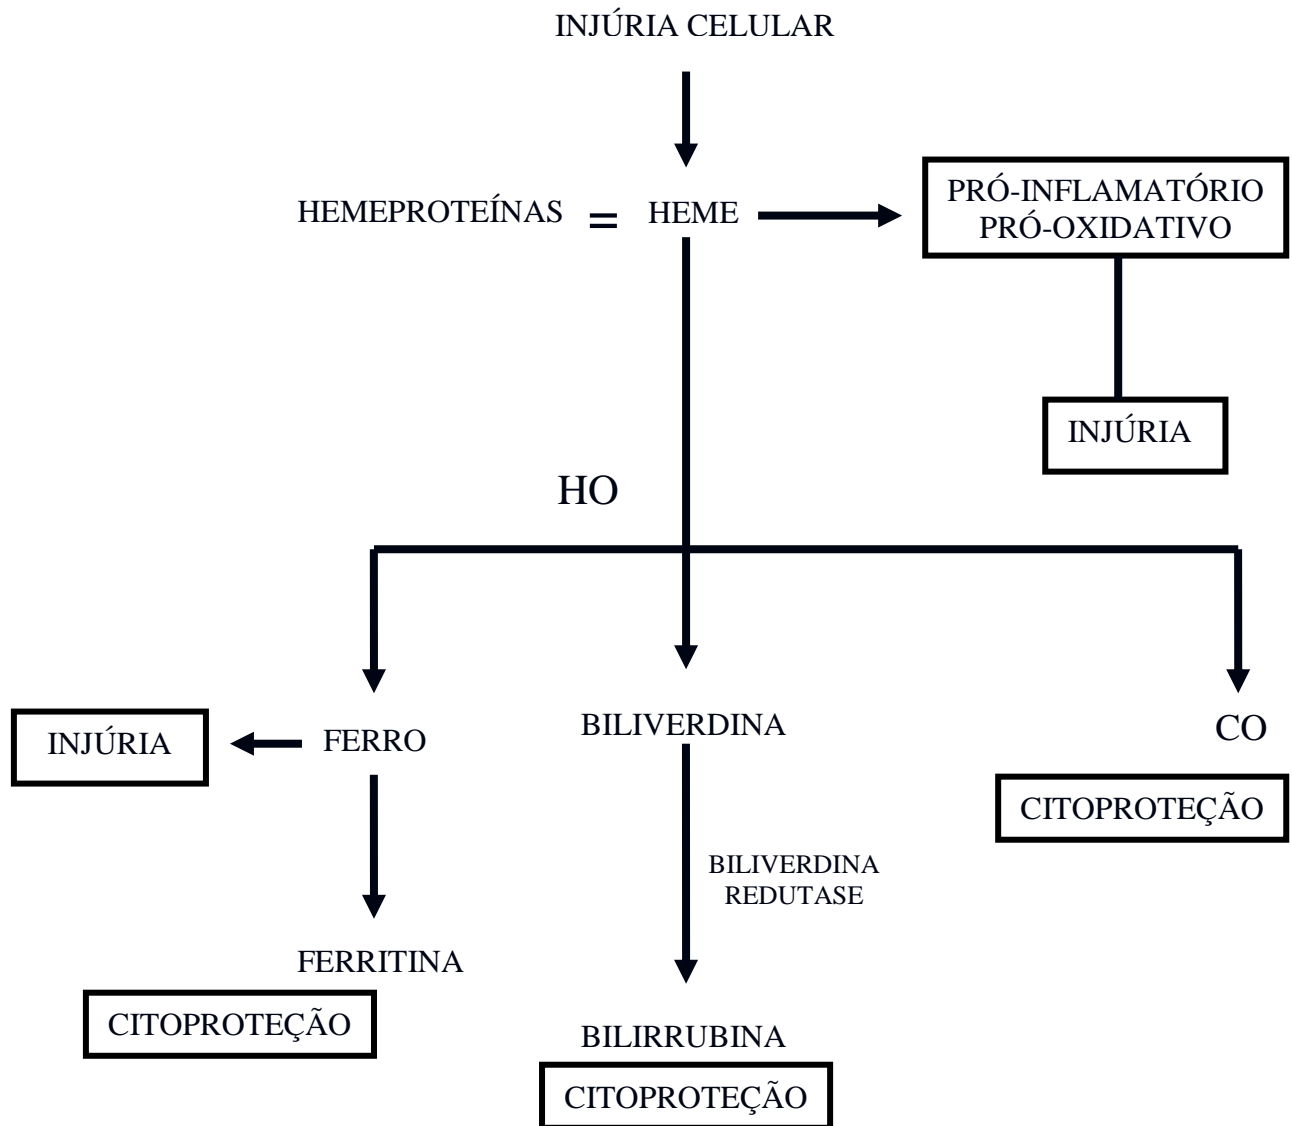 INJÚRIA CELULAR
HEMEPROTEÍNAS = HEME
PRÓ-INFLAMATÓRIO
PRÓ-OXIDATIVO
INJÚRIA
HO
INJÚRIA
FERRO
BILIVERDINA
CO
CITOPROTEÇÃO
BILIVERDINA
REDUTASE
FERRITINA
CITOPROTEÇÃO
BILIRRUBINA
CITOPROTEÇÃO